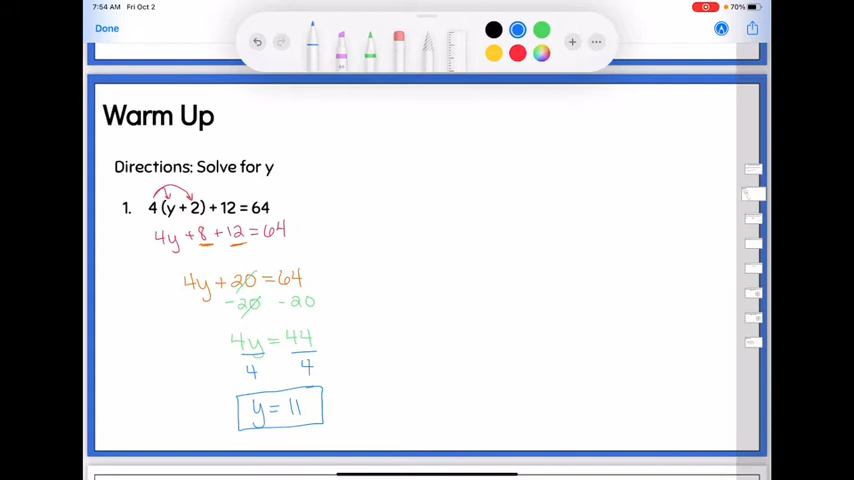 7:54 AM Fri Oct 2
70%
Done
Warm Up
Directions: Solve for y
1. 4(y + 2) + 12 = 64
4y + 8 + 12 = 64
4y + 20 = 64
- 20 - 20
4y = 44
4 4
y = 11